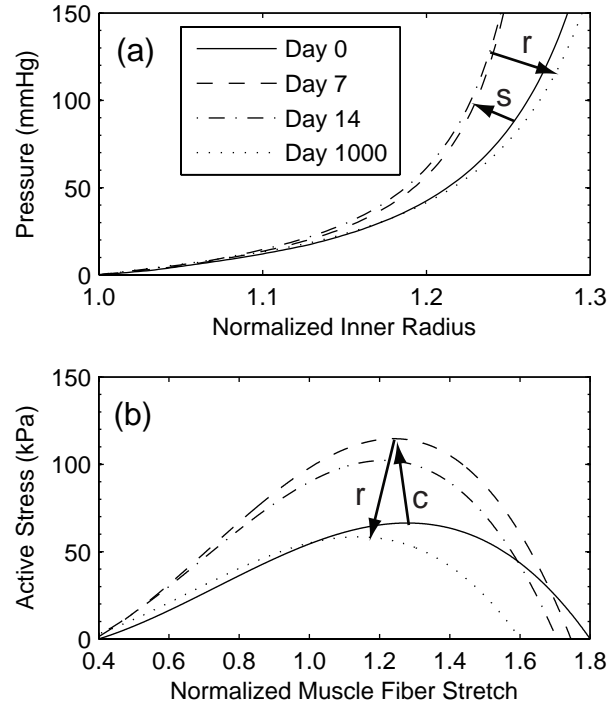 150
(a)
Day 0
Day 7
Day 14
Day 1000
r
s
100
50
0
Pressure (mmHg)
1.0 1.1 1.2 1.3
Normalized Inner Radius
150
(b)
100
50
0
r
c
Active Stress (kPa)
0.4 0.6 0.8 1.0 1.2 1.4 1.6 1.8
Normalized Muscle Fiber Stretch